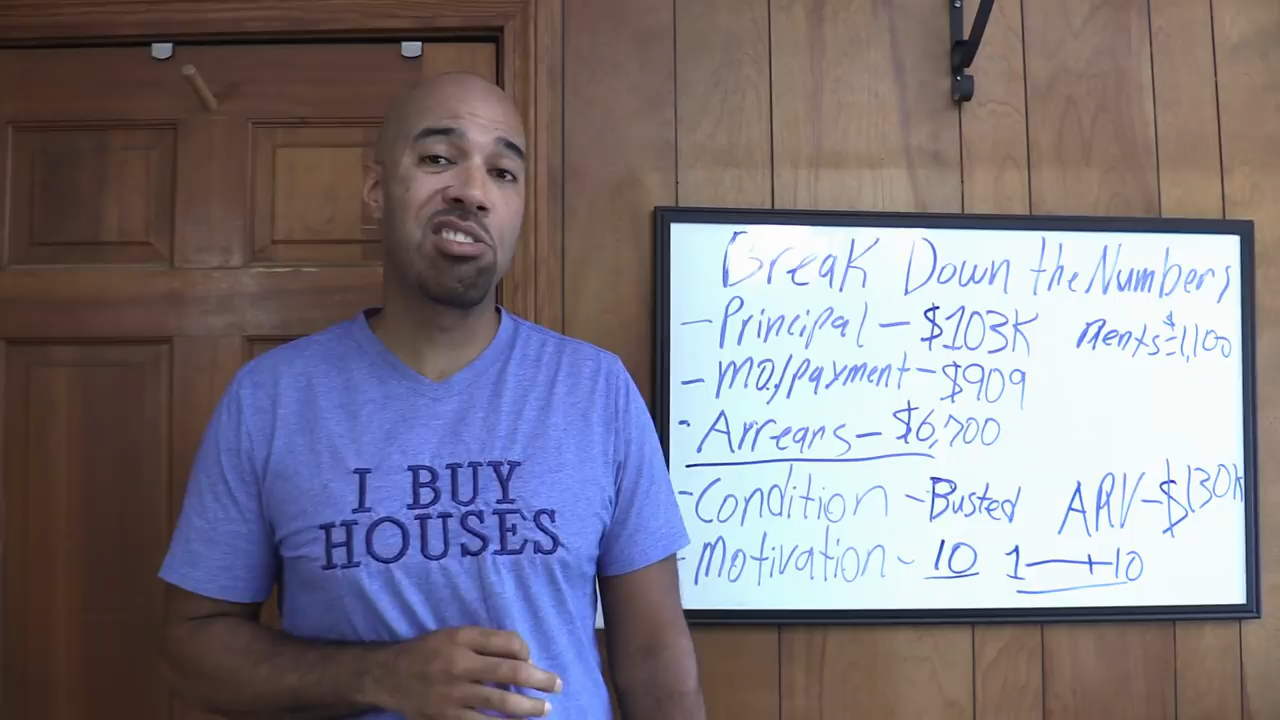 I BUY
HOUSES
Break Down the Numbers
- Principal - $103K Rents = $1,100
- MO./payment - $909
- Arrears - $6,700
- Condition - Busted ARV - $130K
- Motivation - 10 1 — 10